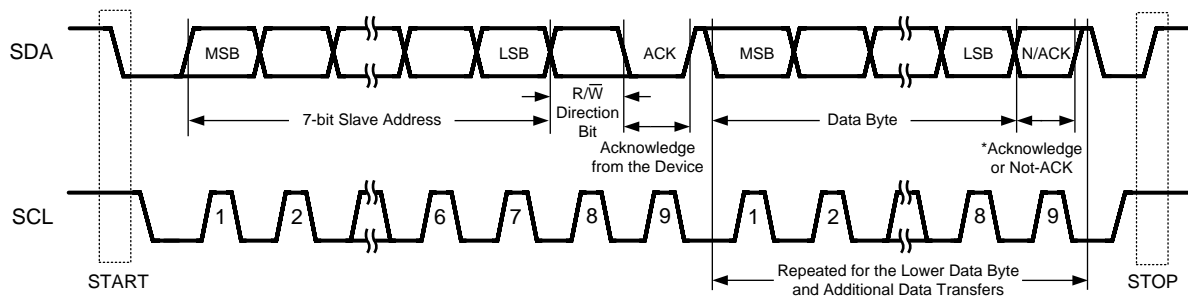 SDA
MSB
LSB
ACK
MSB
LSB
N/ACK
R/W̅
Direction
Bit
7-bit Slave Address
Acknowledge
from the Device
Data Byte
*Acknowledge
or Not-ACK
SCL
1
2
6
7
8
9
1
2
8
9
START
Repeated for the Lower Data Byte
and Additional Data Transfers
STOP